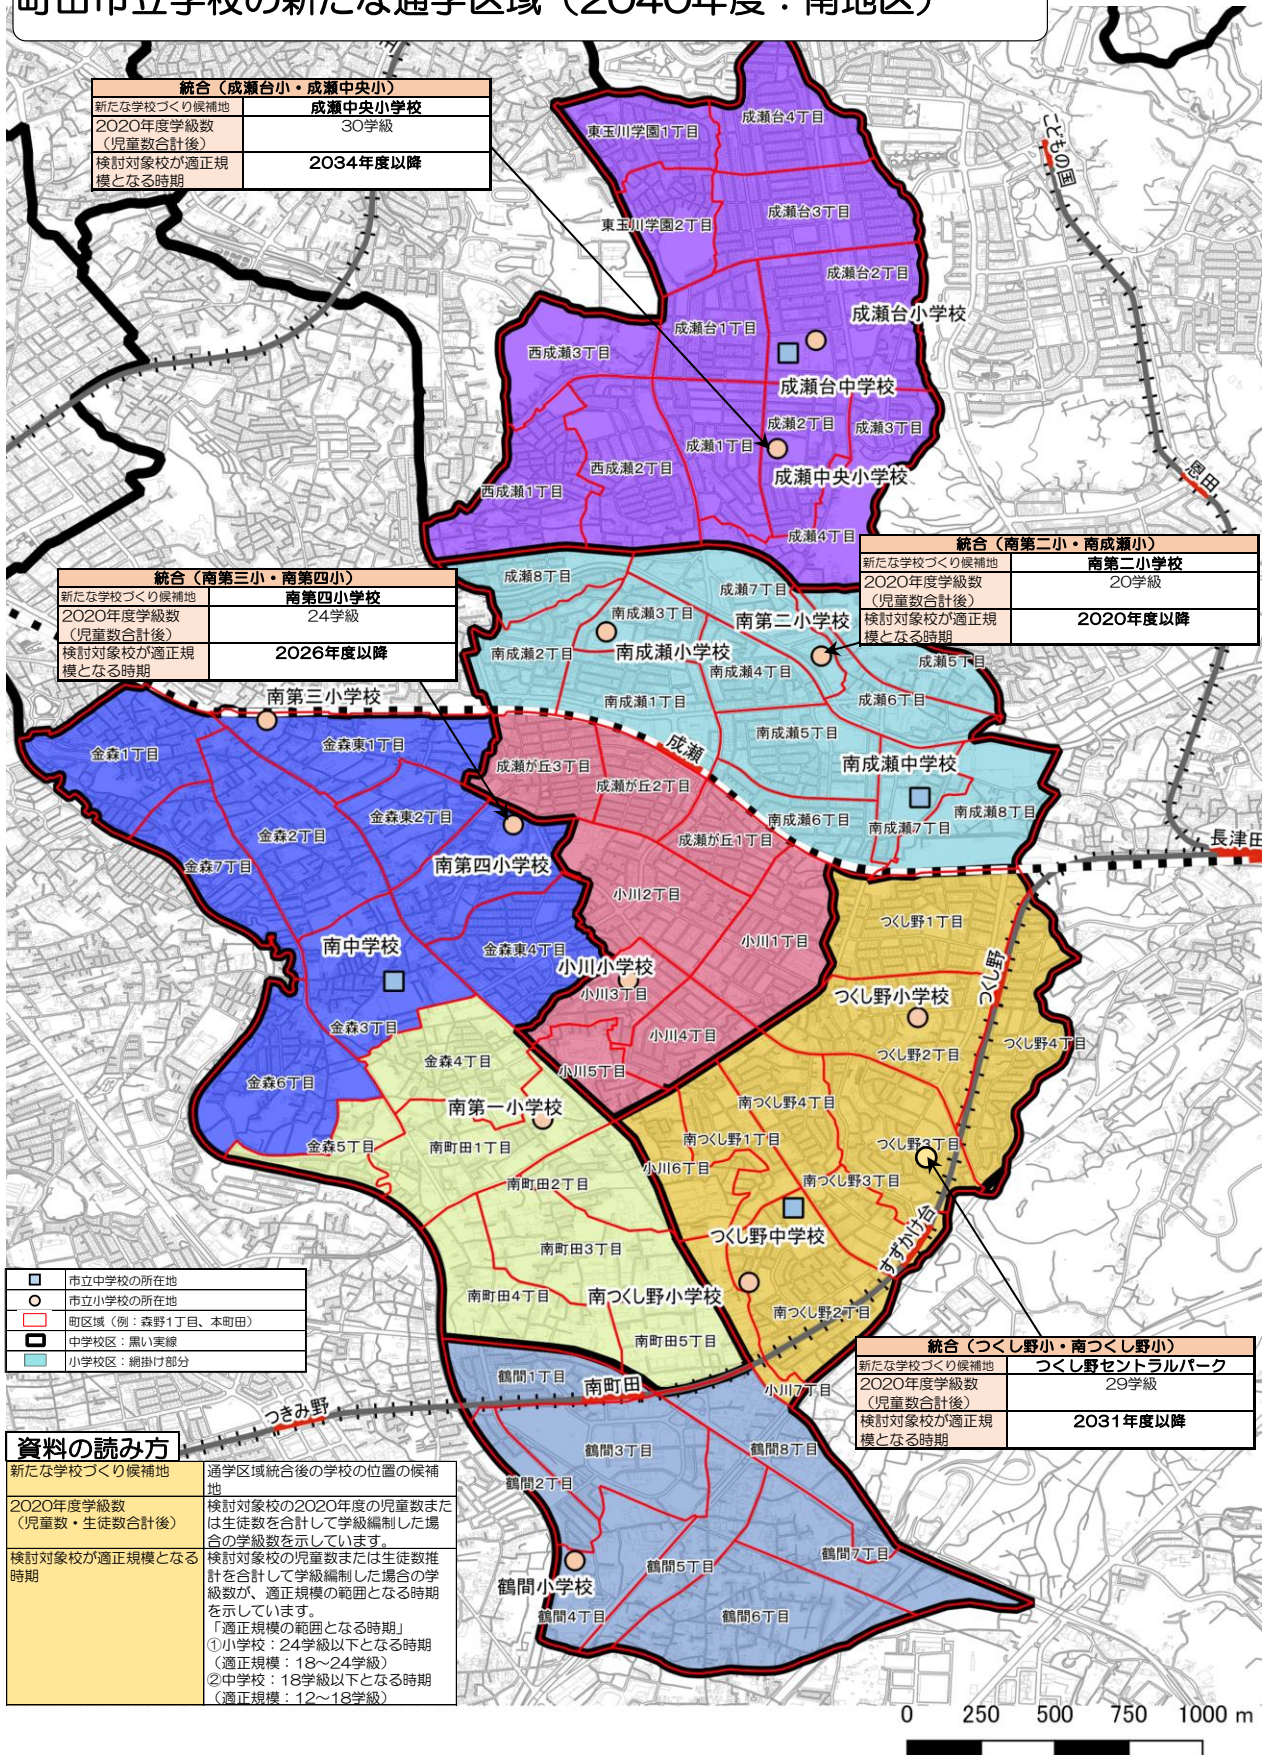 町田市立学校の新たな通学区域（2040年度：南地区）
統合（成瀬台小・成瀬中央小）
新たな学校づくり候補地 成瀬中央小学校
2020年度学級数
（児童数合計後）
30学級
検討対象校が適正規
模となる時期
2034年度以降
東玉川学園1丁目
成瀬台4丁目
こどもの国
東玉川学園2丁目
成瀬台3丁目
成瀬台2丁目
成瀬台小学校
成瀬台1丁目
西成瀬3丁目
成瀬台中学校
成瀬2丁目
成瀬3丁目
成瀬1丁目
西成瀬2丁目
成瀬中央小学校
西成瀬1丁目
恩田
成瀬4丁目
統合（南第二小・南成瀬小）
新たな学校づくり候補地 南第二小学校
2020年度学級数
（児童数合計後）
20学級
検討対象校が適正規
模となる時期
2020年度以降
統合（南第三小・南第四小）
新たな学校づくり候補地 南第四小学校
2020年度学級数
（児童数合計後）
24学級
検討対象校が適正規
模となる時期
2026年度以降
成瀬8丁目
成瀬7丁目
南成瀬3丁目
南第二小学校
南成瀬2丁目
南成瀬小学校
南成瀬4丁目
成瀬5丁目
南第三小学校
南成瀬1丁目
成瀬6丁目
南成瀬5丁目
成瀬
金森1丁目
金森東1丁目
成瀬が丘3丁目
南成瀬中学校
成瀬が丘2丁目
南成瀬8丁目
金森東2丁目
南成瀬6丁目
南成瀬7丁目
金森2丁目
成瀬が丘1丁目
長津田
金森7丁目
南第四小学校
小川2丁目
つくし野1丁目
南中学校
金森東4丁目
小川1丁目
小川小学校
つくし野
小川3丁目
つくし野小学校
金森3丁目
小川4丁目
つくし野4丁目
金森4丁目
つくし野2丁目
小川5丁目
金森6丁目
南第一小学校
南つくし野4丁目
金森5丁目
南町田1丁目
南つくし野1丁目
つくし野3丁目
小川6丁目
南町田2丁目
南つくし野3丁目
つくし野中学校
すずかけ台
南町田3丁目
南町田4丁目
南つくし野小学校
南つくし野2丁目
南町田5丁目
市立中学校の所在地
市立小学校の所在地
町区域（例：森野1丁目、本町田）
中学校区：黒い実線
小学校区：網掛け部分
統合（つくし野小・南つくし野小）
新たな学校づくり候補地 つくし野セントラルパーク
2020年度学級数
（児童数合計後）
29学級
検討対象校が適正規
模となる時期
2031年度以降
鶴間1丁目
南町田
小川7丁目
つきみ野
鶴間3丁目
鶴間8丁目
鶴間2丁目
鶴間7丁目
鶴間5丁目
鶴間小学校
鶴間4丁目
鶴間6丁目
資料の読み方
新たな学校づくり候補地
通学区域統合後の学校の位置の候補
地
2020年度学級数
（児童数・生徒数合計後）
検討対象校の2020年度の児童数また
は生徒数を合計して学級編制した場
合の学級数を示しています。
検討対象校が適正規模となる
時期
検討対象校の児童数または生徒数推
計を合計して学級編制した場合の学
級数が、適正規模の範囲となる時期
を示しています。
「適正規模の範囲となる時期」
①小学校：24学級以下となる時期
（適正規模：18～24学級）
②中学校：18学級以下となる時期
（適正規模：12～18学級）
0 250 500 750 1000 m